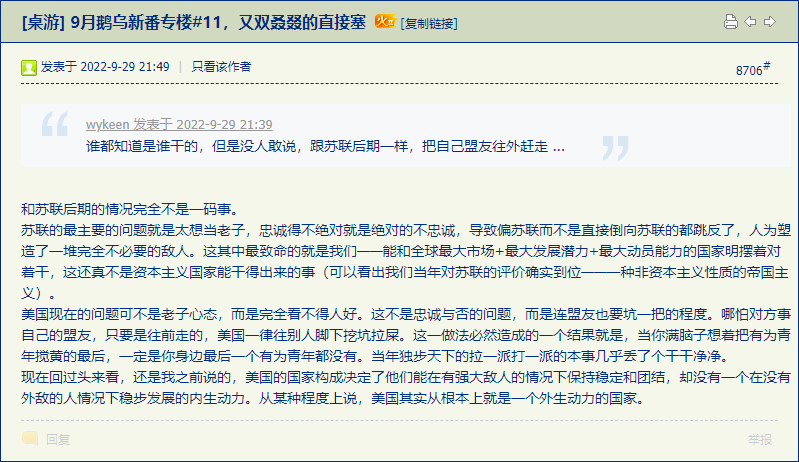 [桌游] 9月鹅乌新番专楼#11，又双叒叕的直接塞 火 [复制链接]
发表于 2022-9-29 21:49 | 只看该作者
8706#
wykeen 发表于 2022-9-29 21:39
谁都知道是谁干的，但是没人敢说，跟苏联后期一样，把自己盟友往外赶走 ...
和苏联后期的情况完全不是一码事。
苏联的最主要的问题就是太想当老子，忠诚得不绝对就是绝对的不忠诚，导致偏苏联而不是直接倒向苏联的都跳反了，人为塑
造了一堆完全不必要的敌人。这其中最致命的就是我们——能和全球最大市场+最大发展潜力+最大动员能力的国家明摆着对
着干，这还真不是资本主义国家能干得出来的事（可以看出我们当年对苏联的评价确实到位——一种非资本主义性质的帝国主
义）。
美国现在的问题可不是老子心态，而是完全看不得人好。这不是忠诚与否的问题，而是连盟友也要坑一把的程度。哪怕对方事
自己的盟友，只要是往前走的，美国一律往别人脚下挖坑拉屎。这一做法必然造成的一个结果就是，当你满脑子想着把有为青
年搅黄的最后，一定是你身边最后一个有为青年都没有。当年独步天下的拉一派打一派的本事几乎丢了个干干净净。
现在回过头来看，还是我之前说的，美国的国家构成决定了他们能在有强大敌人的情况下保持稳定和团结，却没有一个在没有
外敌的人情况下稳步发展的内生动力。从某种程度上说，美国其实从根本上就是一个外生动力的国家。
回复
举报